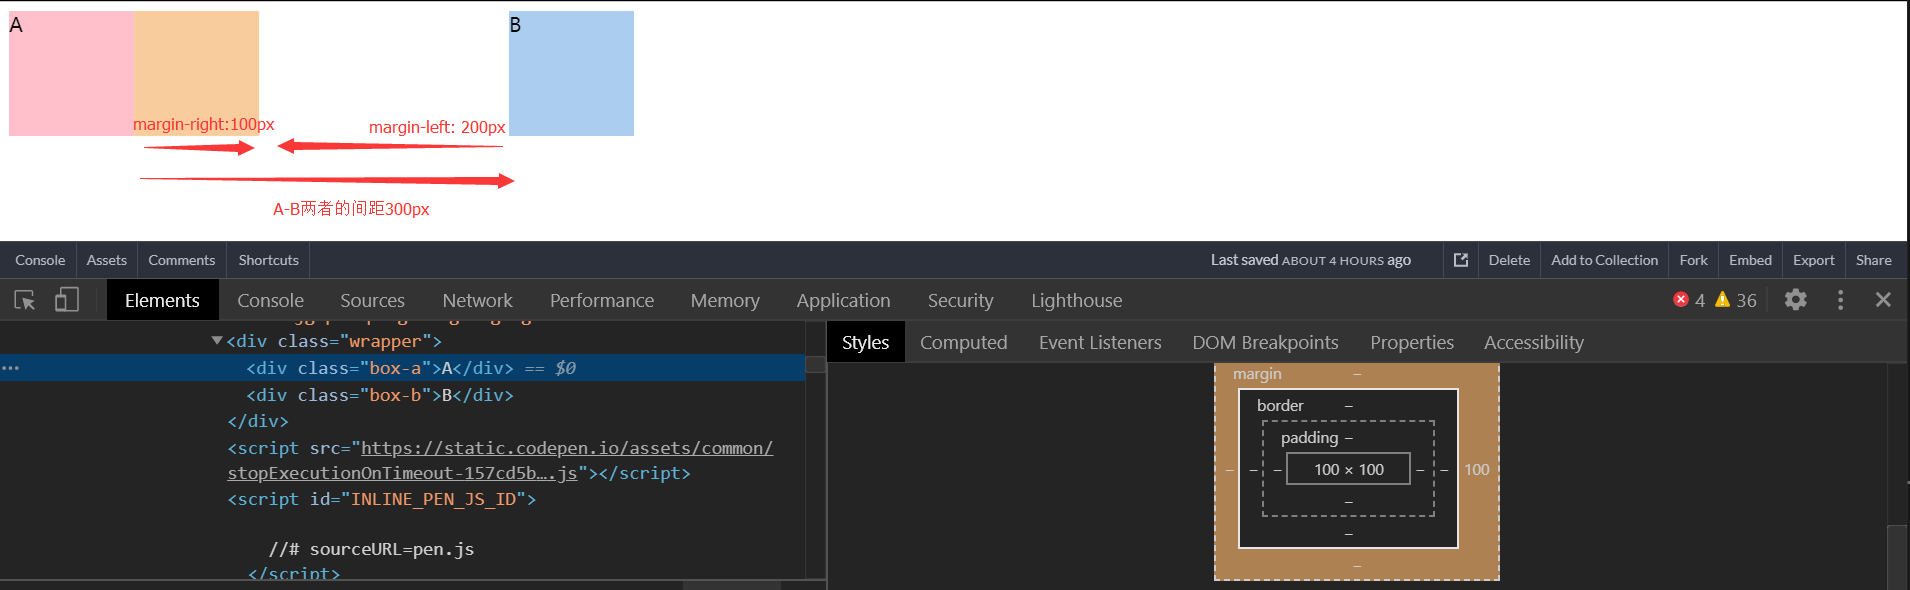 A
B
margin-right:100px
margin-left: 200px
A-B两者的间距300px
Console Assets Comments Shortcuts Last saved ABOUT 4 HOURS ago Delete Add to Collection Fork Embed Export Share
Elements Console Sources Network Performance Memory Application Security Lighthouse 4 36
<div class="wrapper">
<div class="box-a">A</div> == $0
<div class="box-b">B</div>
</div>
<script src="https://static.codepen.io/assets/common/
stopExecutionOnTimeout-157cd5b….js"></script>
<script id="INLINE_PEN_JS_ID">
//# sourceURL=pen.js
</script>
Styles Computed Event Listeners DOM Breakpoints Properties Accessibility
margin –
border –
padding –
– – – 100 × 100 – – 100
–
–
–